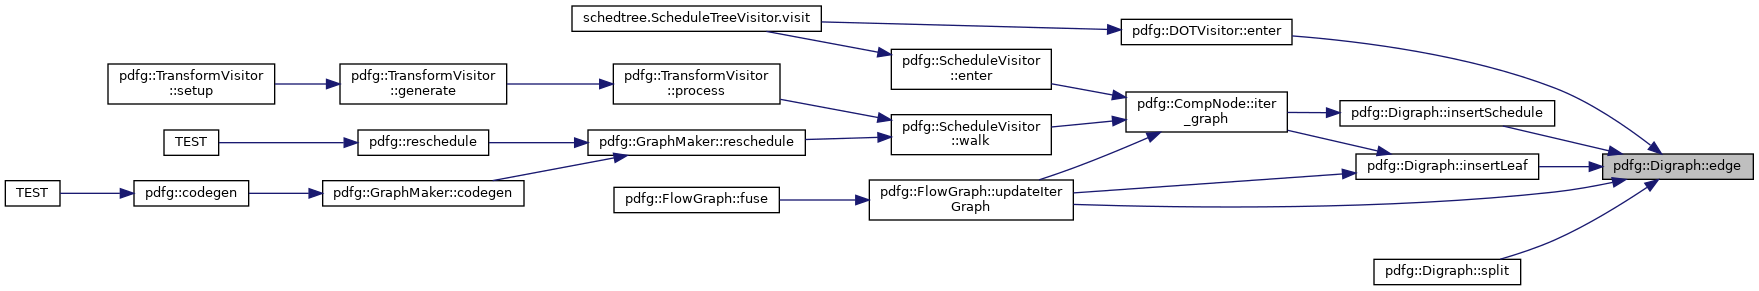 schedtree.ScheduleTreeVisitor.visit
pdfg::DOTVisitor::enter
pdfg::ScheduleVisitor
::enter
pdfg::TransformVisitor
::setup
pdfg::TransformVisitor
::generate
pdfg::TransformVisitor
::process
pdfg::CompNode::iter
_graph
pdfg::Digraph::insertSchedule
TEST
pdfg::reschedule
pdfg::GraphMaker::reschedule
pdfg::ScheduleVisitor
::walk
pdfg::Digraph::insertLeaf
pdfg::Digraph::edge
TEST
pdfg::codegen
pdfg::GraphMaker::codegen
pdfg::FlowGraph::fuse
pdfg::FlowGraph::updateIter
Graph
pdfg::Digraph::split